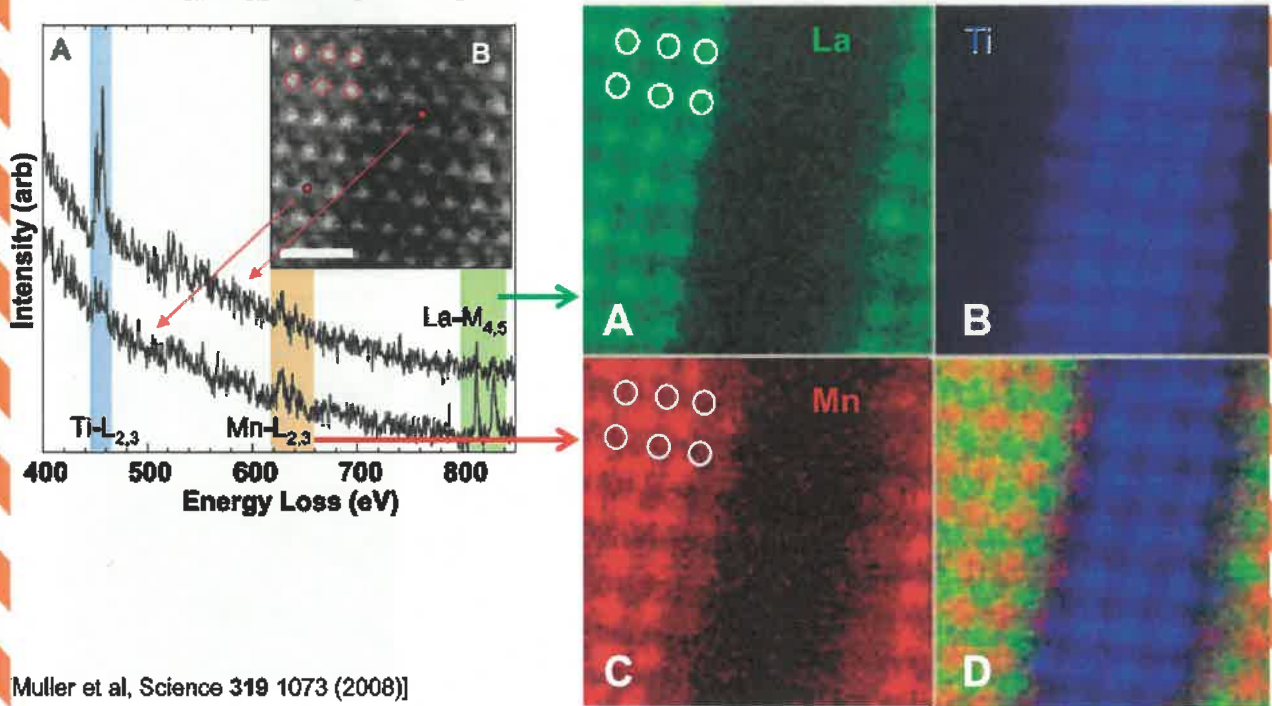 A
B
La-M4,5
Ti-L2,3
Mn-L2,3
Intensity (arb)
400 500 600 700 800
Energy Loss (eV)
La
A
Ti
B
Mn
C
D
Muller et al, Science 319 1073 (2008)]